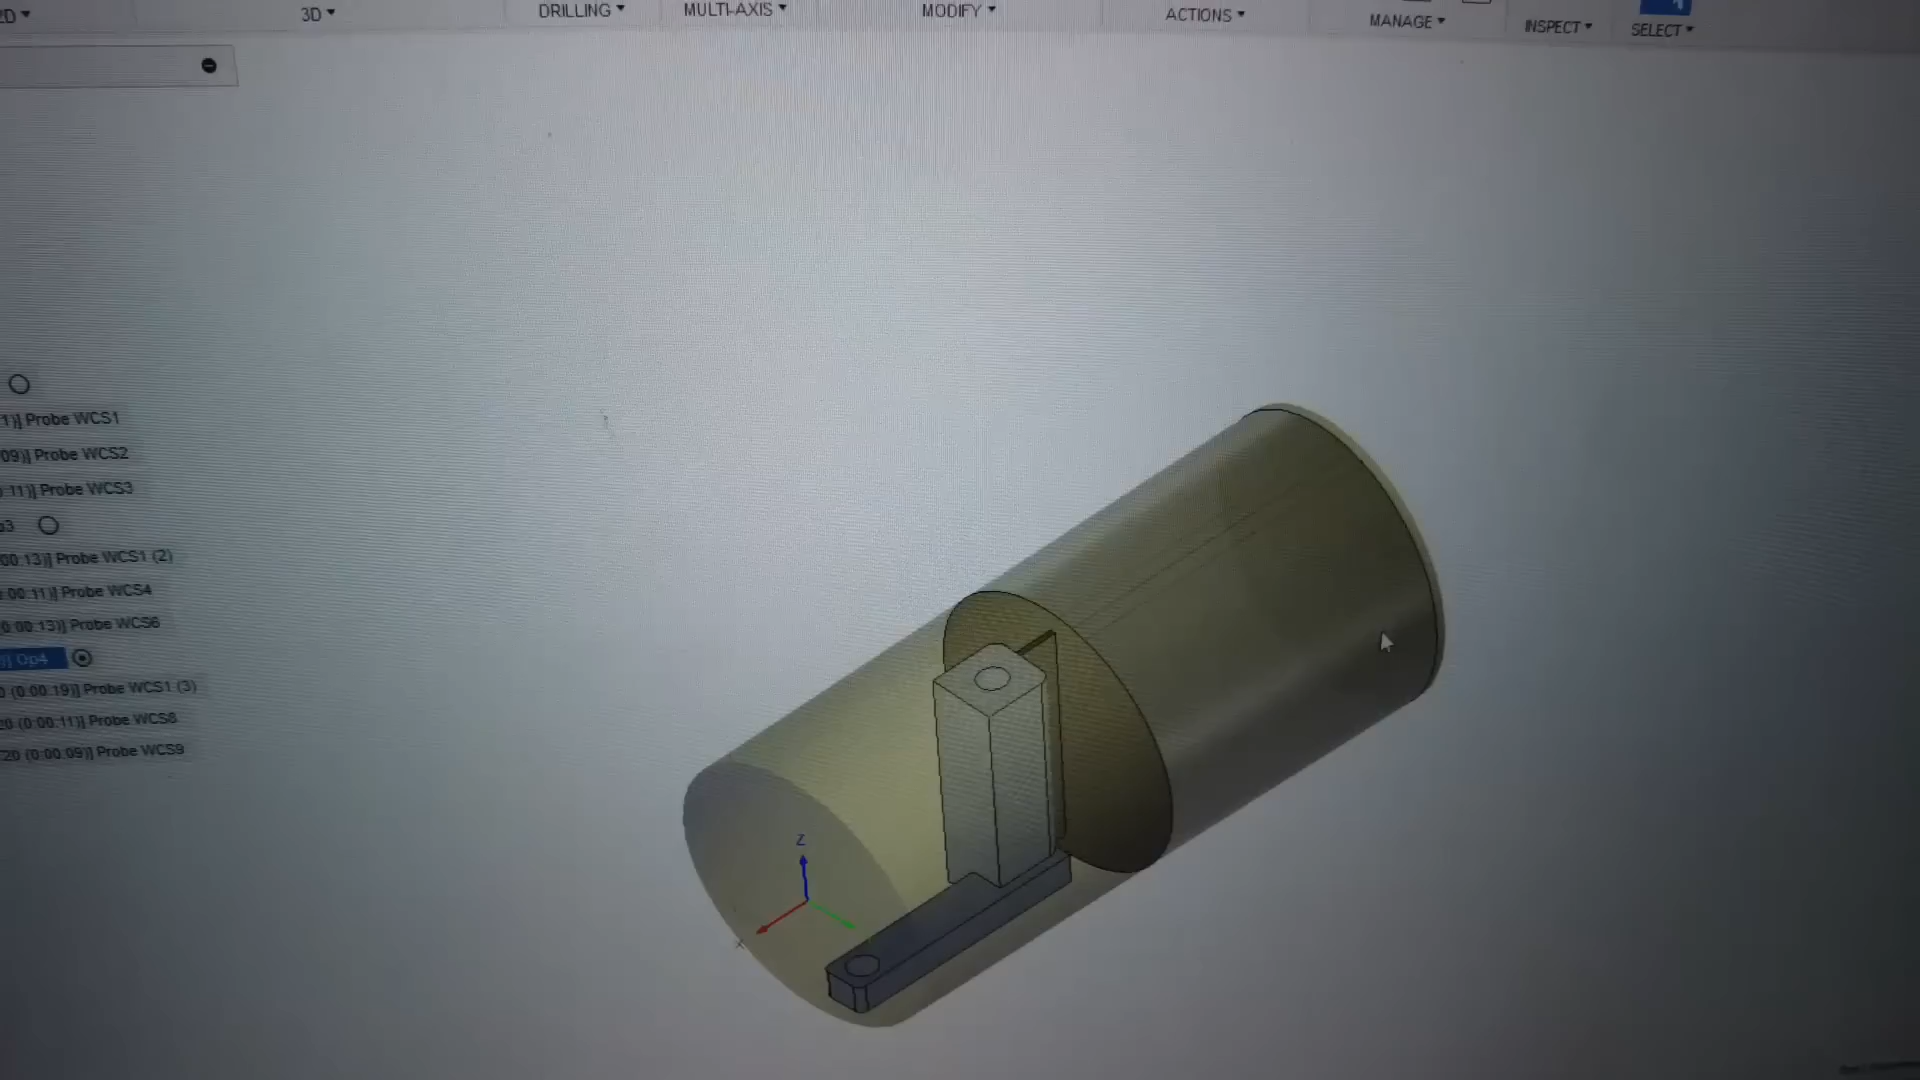 3D
DRILLING
MULTI-AXIS
MODIFY
ACTIONS
MANAGE
INSPECT
SELECT
1)] Probe WCS1
09)] Probe WCS2
:11)] Probe WCS3
00:13)] Probe WCS1 (2)
00:11)] Probe WCS4
0:00:13)] Probe WCS6
)] Op4
0 (0:00:19)] Probe WCS1 (3)
20 (0:00:11)] Probe WCS8
20 (0:00:09)] Probe WCS9
Z
X